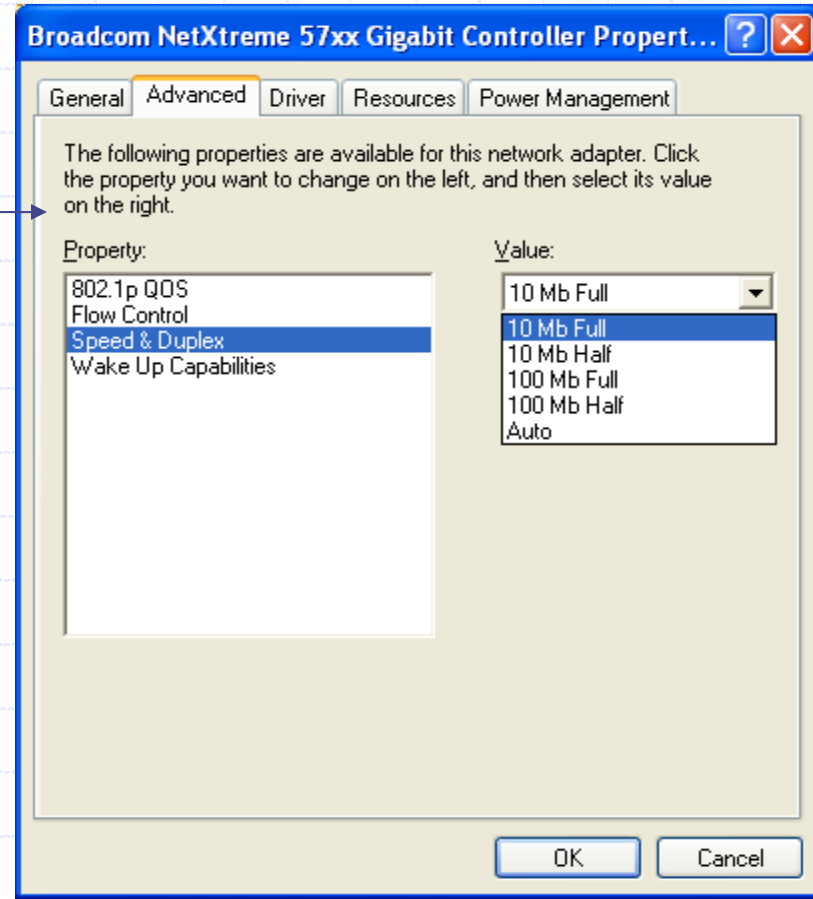 Broadcom NetXtreme 57xx Gigabit Controller Propert...
General Advanced Driver Resources Power Management
The following properties are available for this network adapter. Click
the property you want to change on the left, and then select its value
on the right.
Property:
802.1p QOS
Flow Control
Speed & Duplex
Wake Up Capabilities
Value:
10 Mb Full
10 Mb Full
10 Mb Half
100 Mb Full
100 Mb Half
Auto
OK Cancel